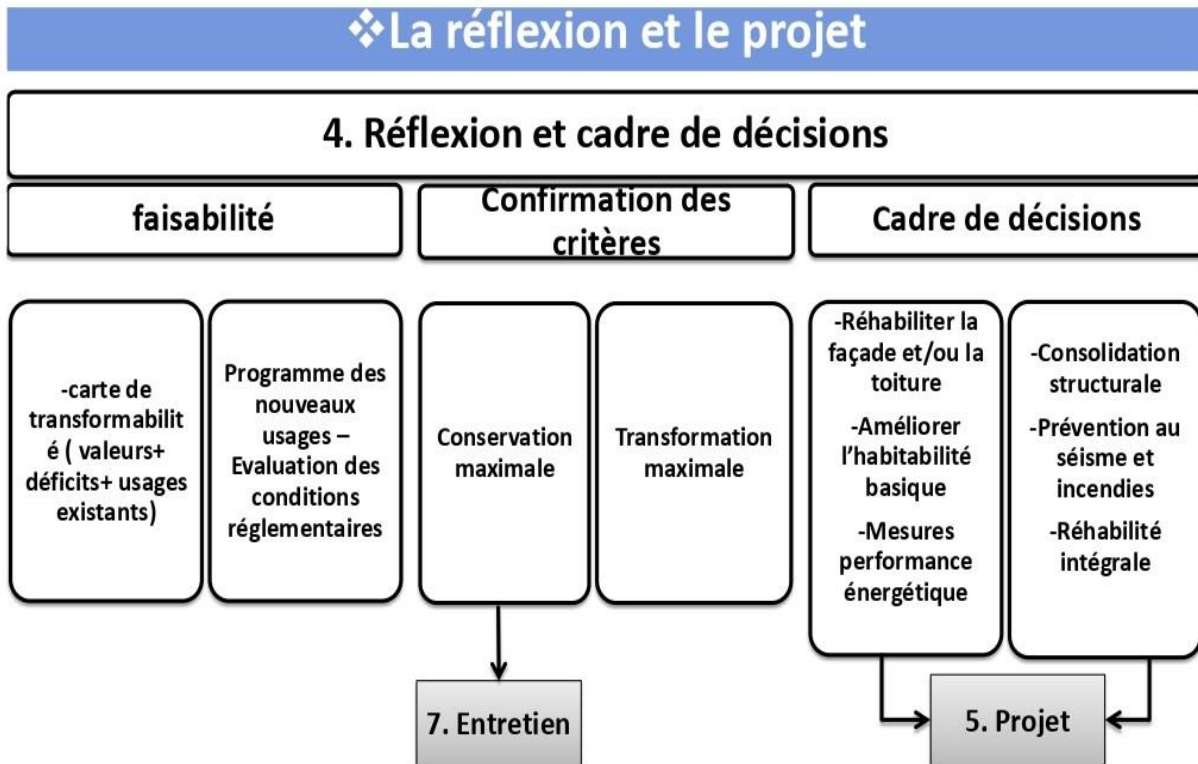 ❖La réflexion et le projet
4. Réflexion et cadre de décisions
faisabilité
Confirmation des
critères
Cadre de décisions
-carte de
transformabilit
é ( valeurs+
déficits+ usages
existants)
Programme des
nouveaux
usages –
Evaluation des
conditions
réglementaires
Conservation
maximale
Transformation
maximale
-Réhabiliter la
façade et/ou la
toiture
-Améliorer
l'habitabilité
basique
-Mesures
performance
énergétique
-Consolidation
structurale
-Prévention au
séisme et
incendies
-Réhabilité
intégrale
7. Entretien
5. Projet